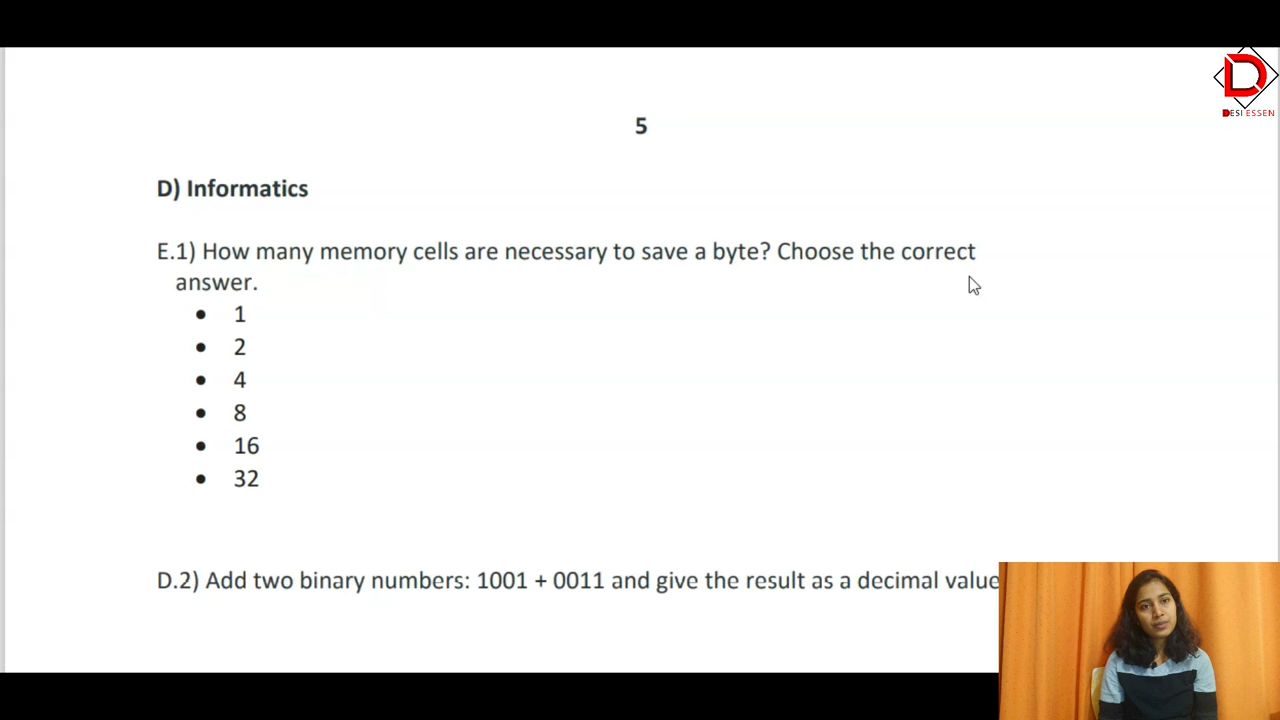 DESI ESSEN
5
D) Informatics
E.1) How many memory cells are necessary to save a byte? Choose the correct
answer.
• 1
• 2
• 4
• 8
• 16
• 32
D.2) Add two binary numbers: 1001 + 0011 and give the result as a decimal value